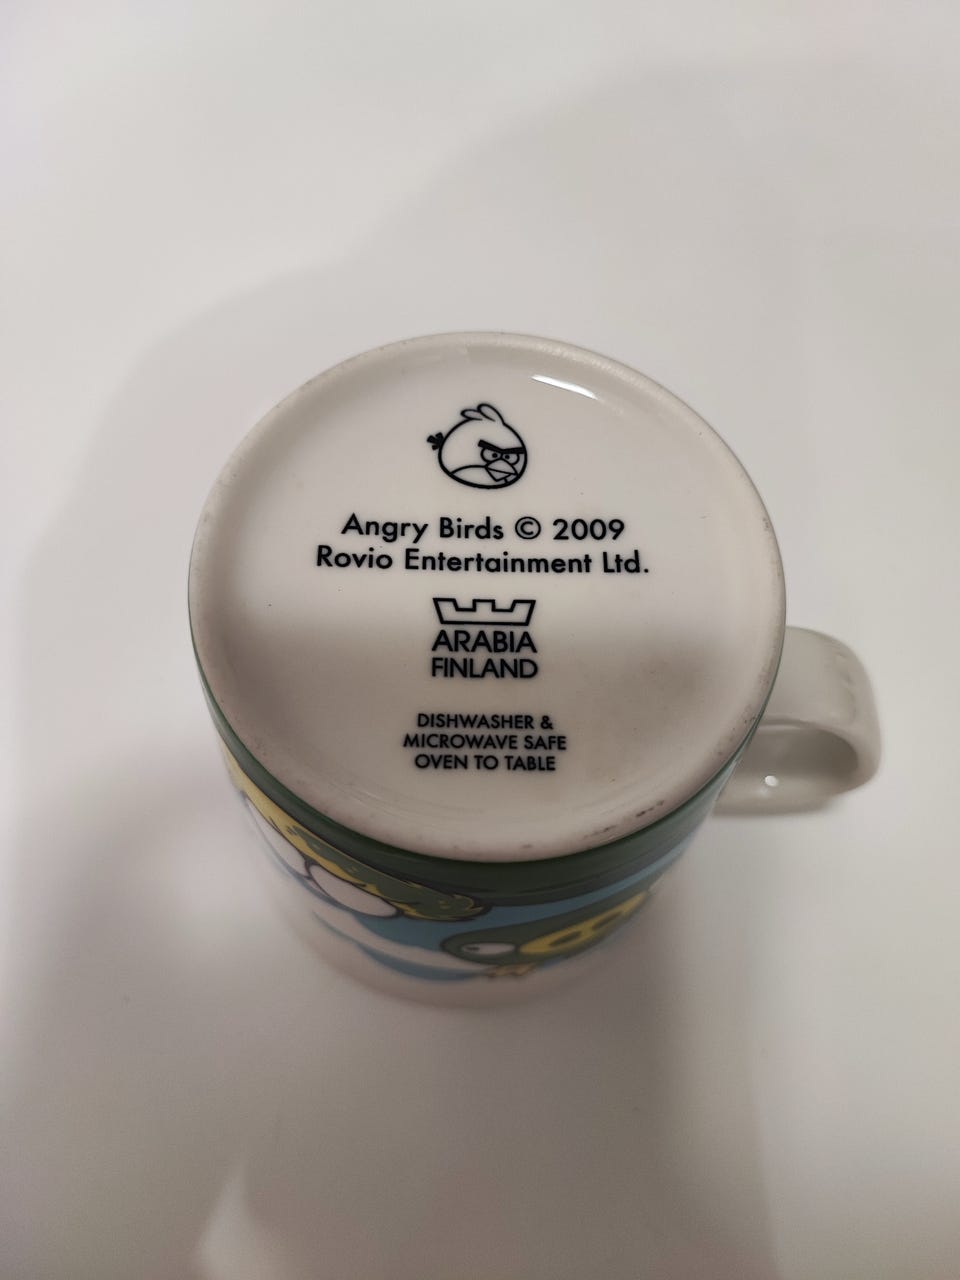 Angry Birds © 2009
Rovio Entertainment Ltd.
ARABIA
FINLAND
DISHWASHER &
MICROWAVE SAFE
OVEN TO TABLE